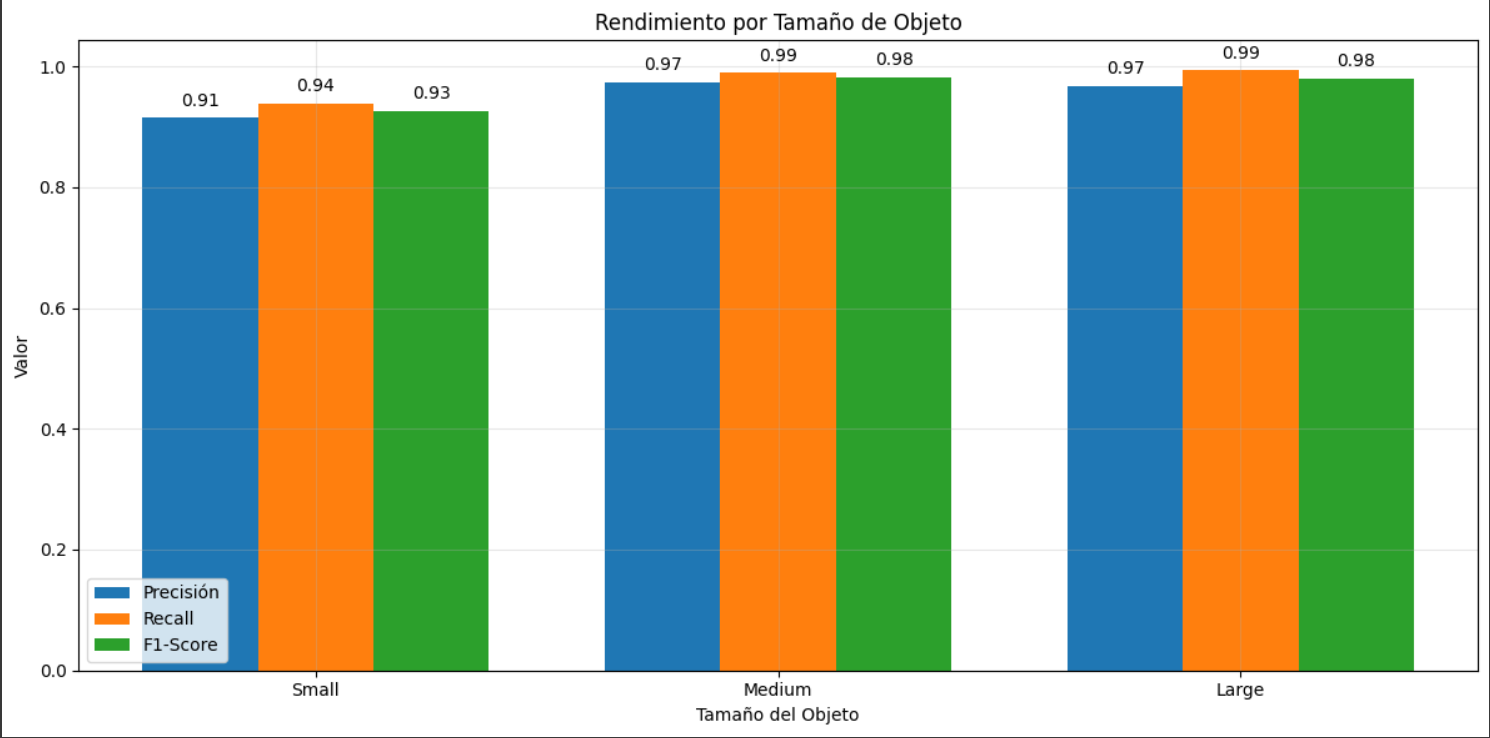 Rendimiento por Tamaño de Objeto
1.0
0.8
0.6
0.4
0.2
0.0
Valor
0.91
0.94
0.93
0.97
0.99
0.98
0.97
0.99
0.98
Precisión
Recall
F1-Score
Small
Medium
Large
Tamaño del Objeto